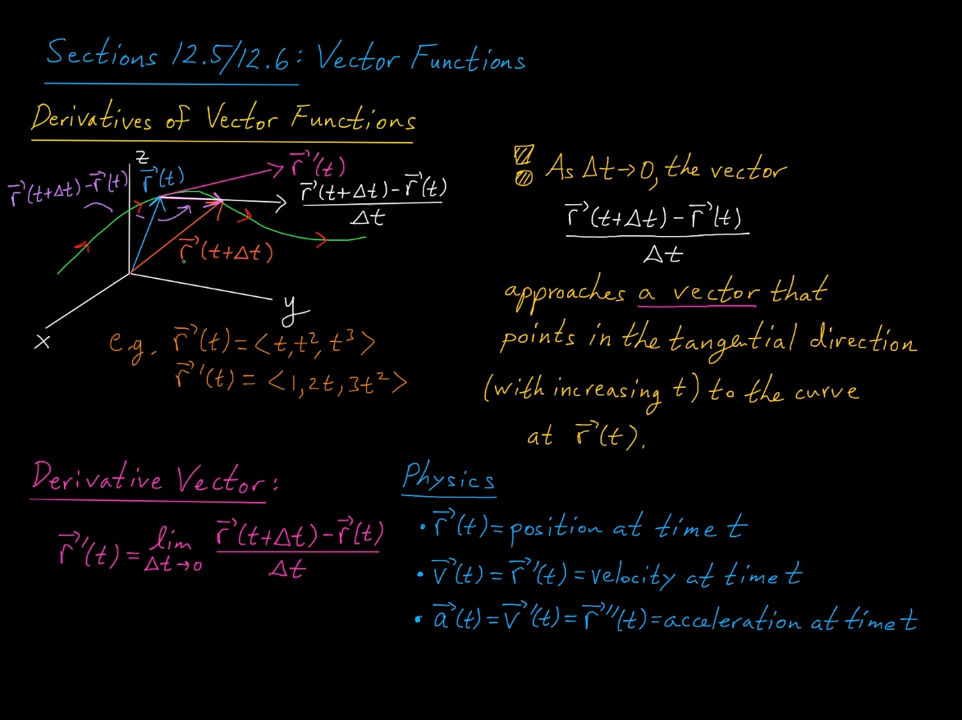 Sections 12.5/12.6: Vector Functions
Derivatives of Vector Functions
z
r⃗(t+Δt)-r⃗(t)
r⃗(t)
r⃗'(t)
r⃗(t+Δt)-r⃗(t)
Δt
r⃗(t+Δt)
y
x
e.g. r⃗(t) = <t, t², t³>
r⃗'(t) = <1, 2t, 3t²>
As Δt→0, the vector
r⃗(t+Δt) - r⃗(t)
Δt
approaches a vector that
points in the tangential direction
(with increasing t) to the curve
at r⃗(t).
Derivative Vector:
r⃗'(t) = lim Δt→0 r⃗(t+Δt) - r⃗(t)
Δt
Physics
• r⃗(t) = position at time t
• v⃗(t) = r⃗'(t) = velocity at time t
• a⃗(t) = v⃗'(t) = r⃗''(t) = acceleration at time t